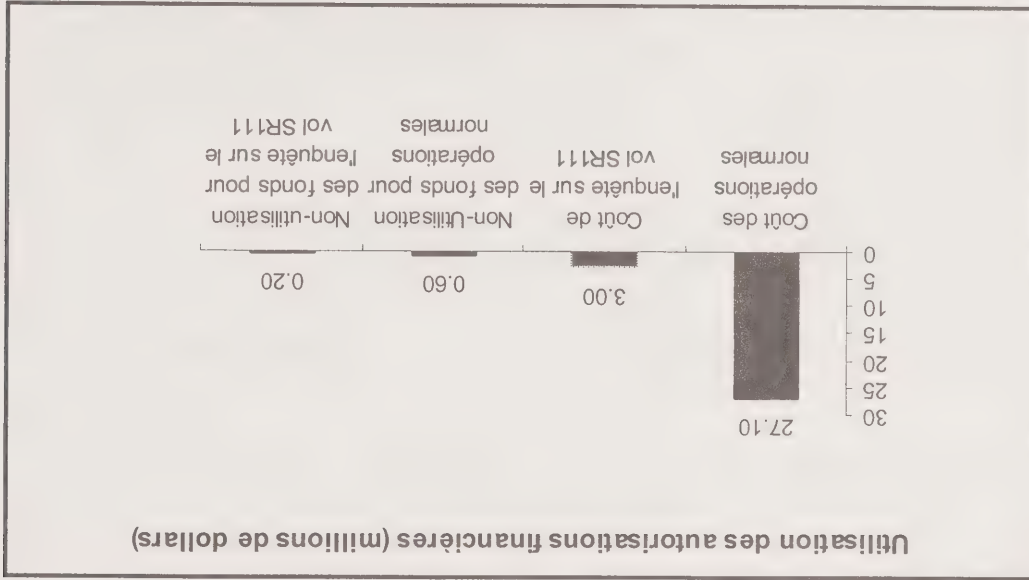 Utilisation des autorisations financières (millions de dollars)
30
25
20
15
10
5
0
27.10
3.00
0.60
0.20
Coût des
opérations
normales
Coût de
l'enquête sur le
vol SR111
Non-Utilisation
des fonds pour
opérations
normales
Non-utilisation
des fonds pour
l'enquête sur le
vol SR111